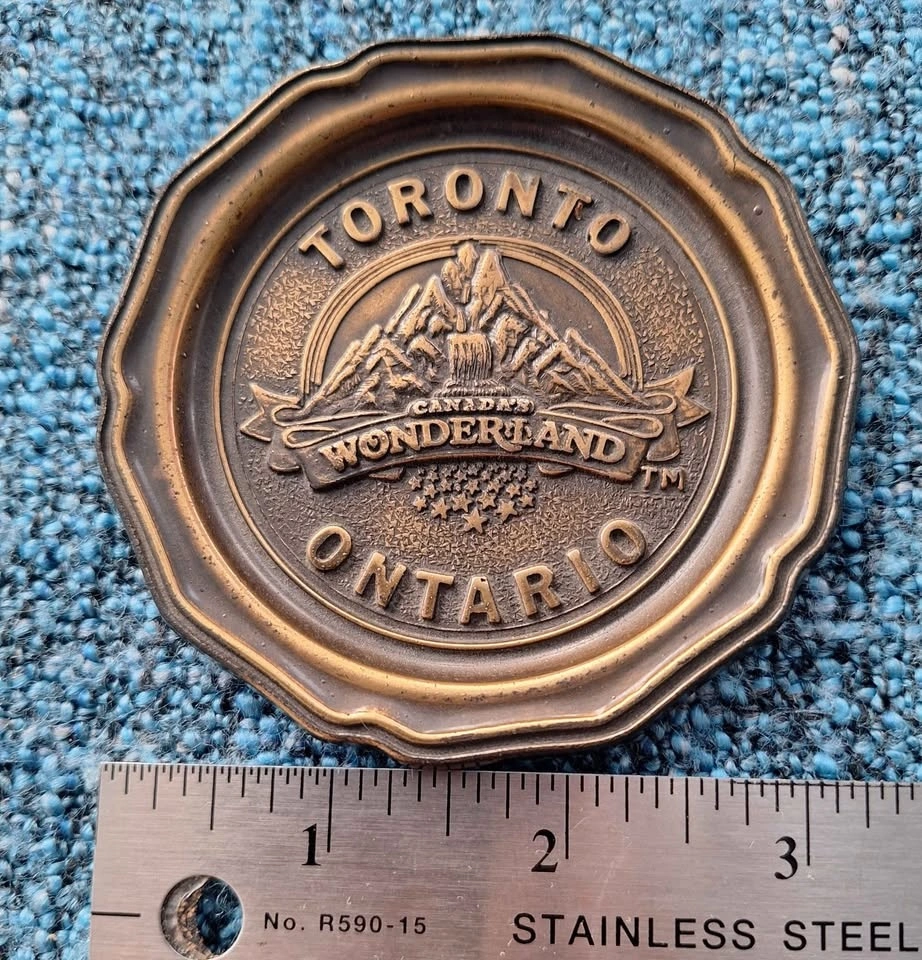 TORONTO
CANADA'S
WONDERLAND
TM
ONTARIO
1 2 3
No. R590-15 STAINLESS STEEL